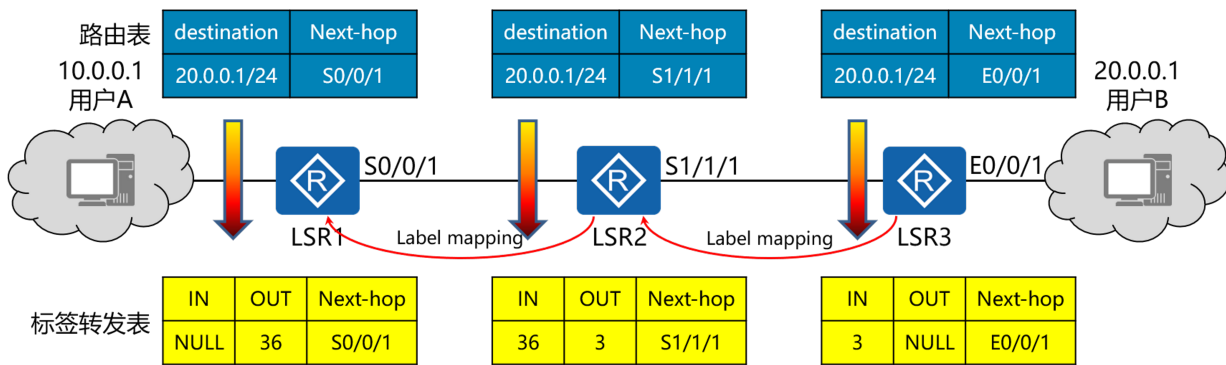 路由表
destination Next-hop
20.0.0.1/24 S0/0/1
destination Next-hop
20.0.0.1/24 S1/1/1
destination Next-hop
20.0.0.1/24 E0/0/1
10.0.0.1
用户A
20.0.0.1
用户B
S0/0/1
S1/1/1
E0/0/1
LSR1
Label mapping
LSR2
Label mapping
LSR3
标签转发表
IN OUT Next-hop
NULL 36 S0/0/1
IN OUT Next-hop
36 3 S1/1/1
IN OUT Next-hop
3 NULL E0/0/1
R
R
R